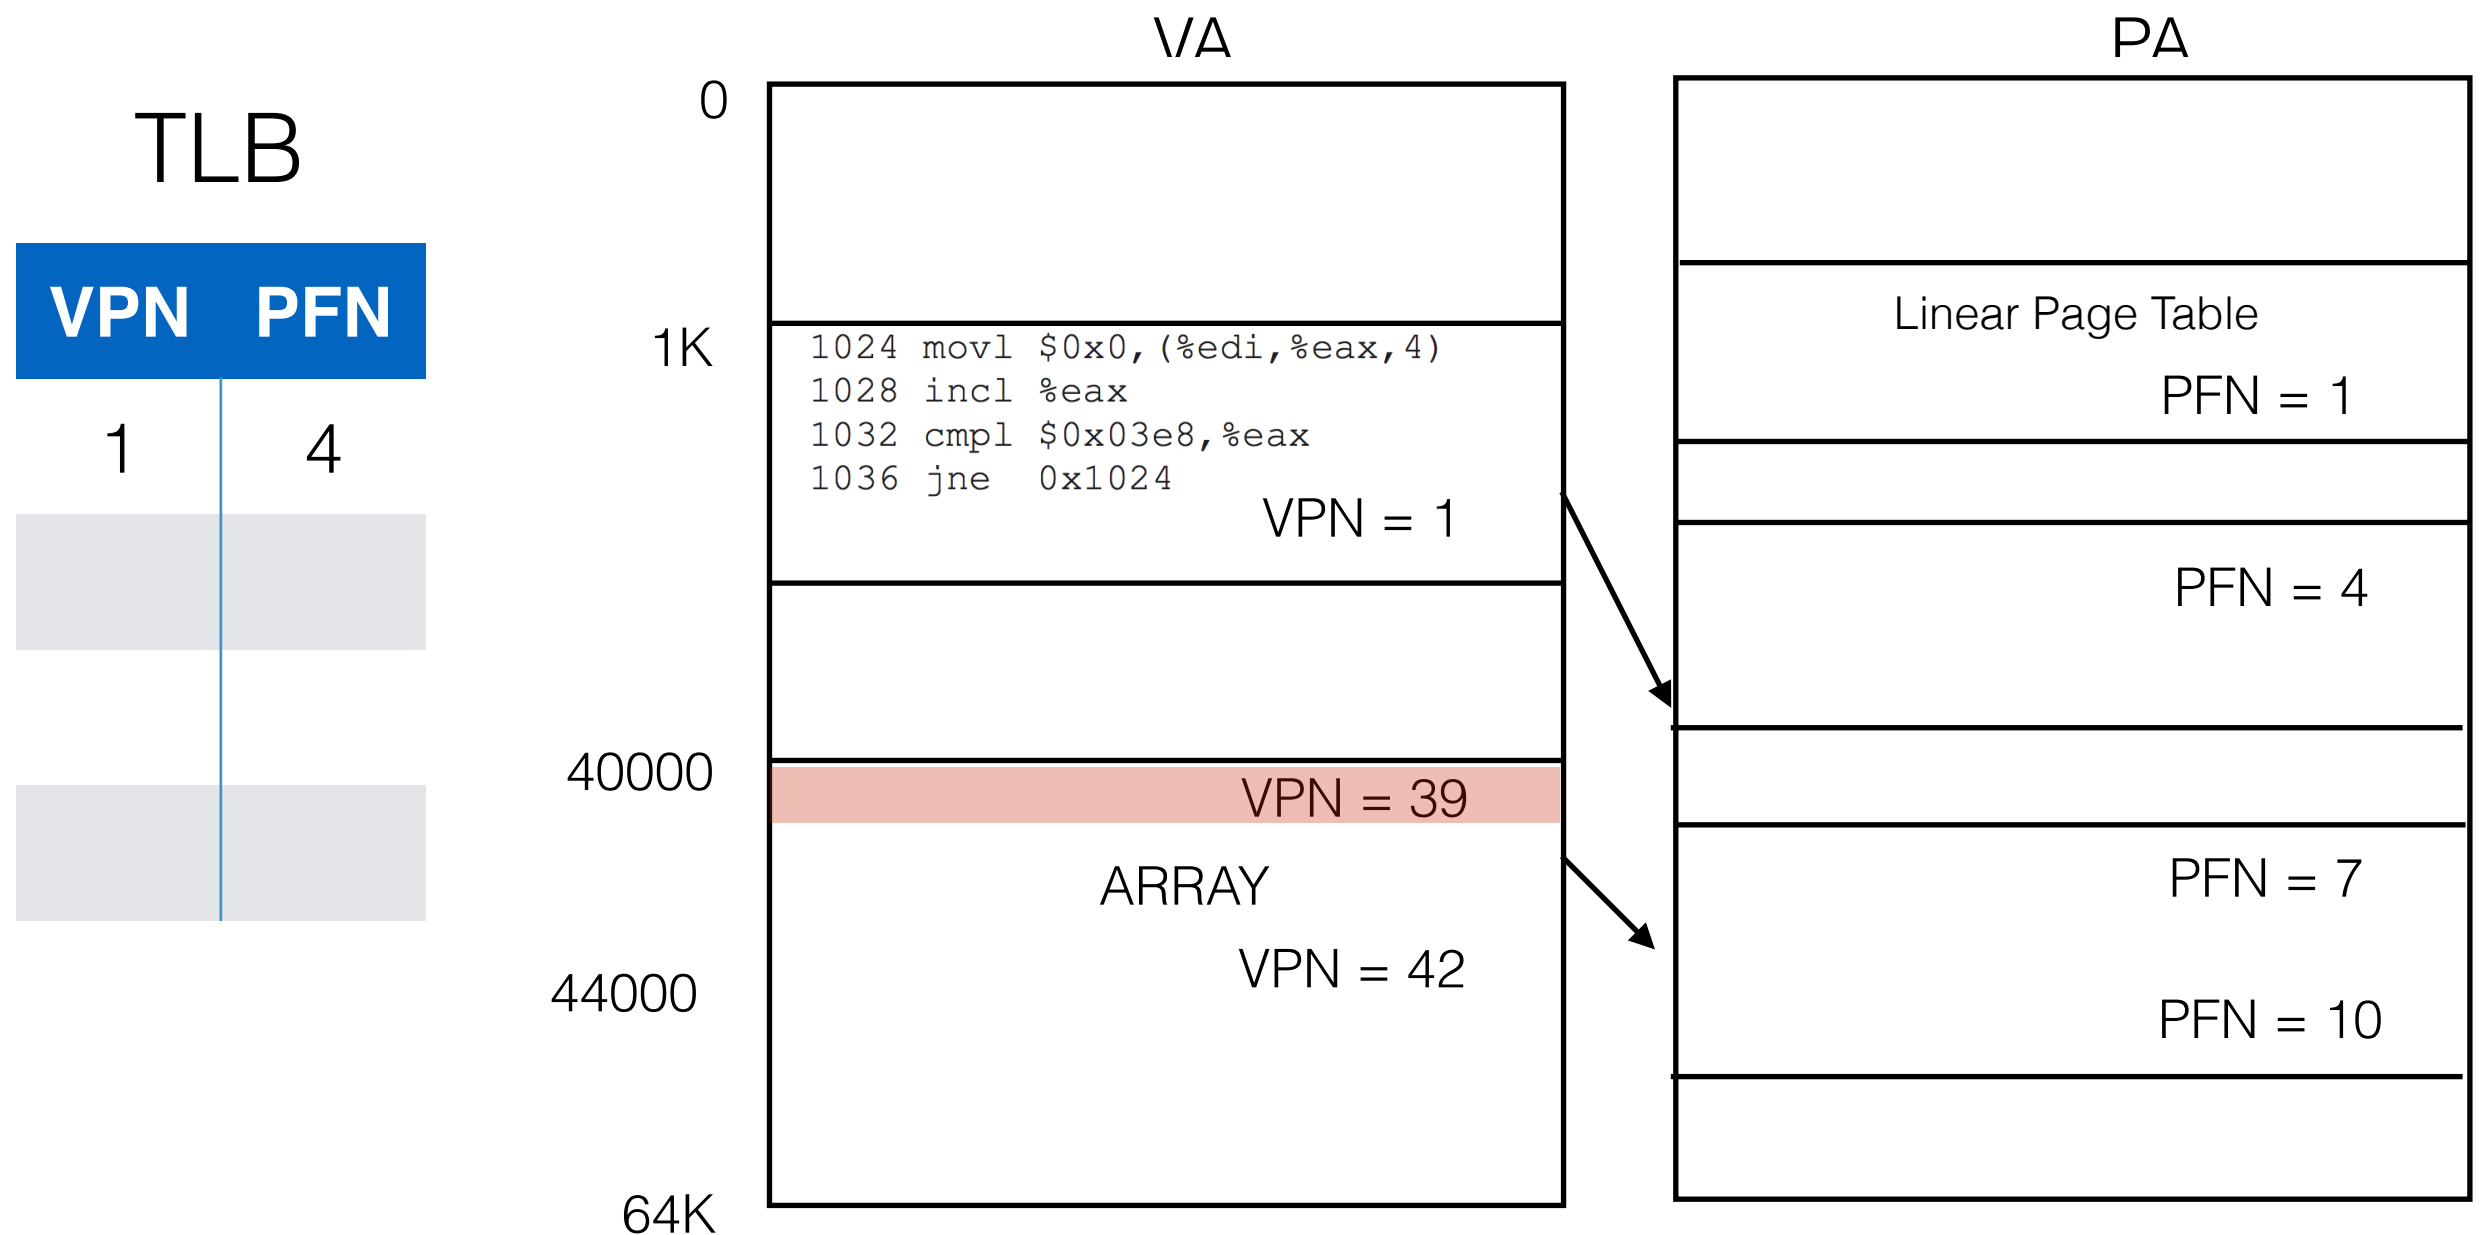 TLB
VPN PFN
1 4
VA
0
1K
1024 movl $0x0,(%edi,%eax,4)
1028 incl %eax
1032 cmpl $0x03e8,%eax
1036 jne 0x1024
VPN = 1
40000
VPN = 39
ARRAY
VPN = 42
44000
64K
PA
Linear Page Table
PFN = 1
PFN = 4
PFN = 7
PFN = 10